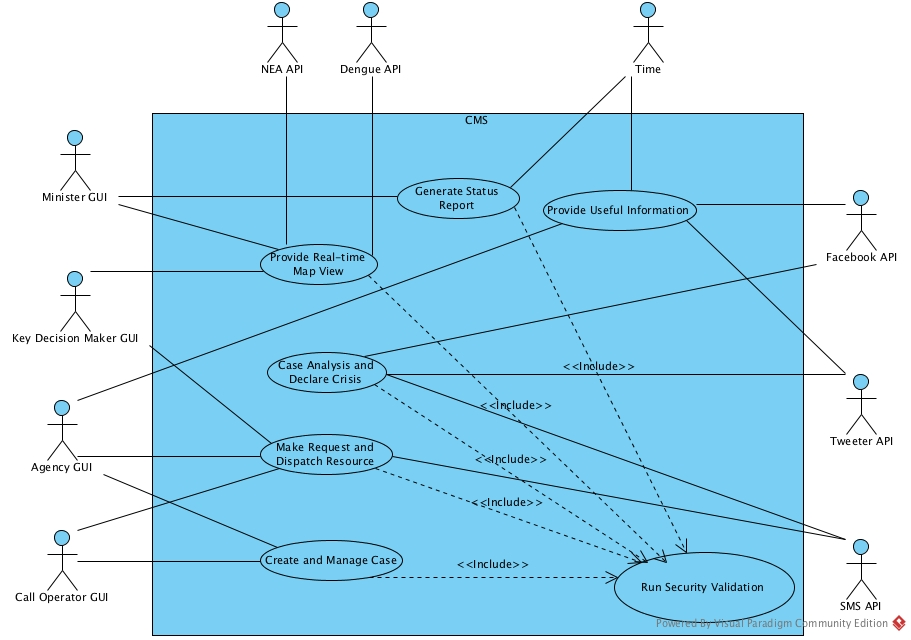 NEA API
Dengue API
Time
CMS
Minister GUI
Generate Status
Report
Provide Useful Information
Facebook API
Provide Real-time
Map View
Key Decision Maker GUI
Case Analysis and
Declare Crisis
<<Include>>
<<Include>>
Tweeter API
Make Request and
Dispatch Resource
<<Include>>
Agency GUI
<<Include>>
Create and Manage Case
<<Include>>
Run Security Validation
Call Operator GUI
SMS API
Powered By Visual Paradigm Community Edition